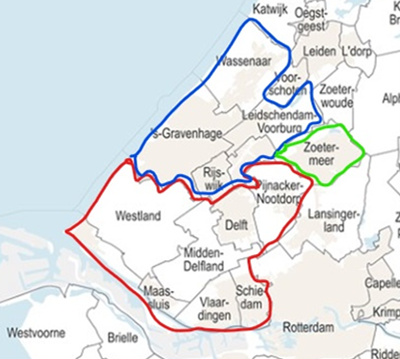 Katwijk
Oegst-
geest
Leiden
L'dorp
Wassenaar
Voor-
schoten
Zoeter-
woude
Alp
Leidschendam-
Voorburg
's-Gravenhage
Zoeter-
meer
Rijs-
wijk
Pijnacker-
Nootdorp
Westland
Delft
Lansinger-
land
Midden-
Delfland
Maas-
sluis
Vlaar-
dingen
Schie-
dam
Capelle
Krimp
Rotterdam
Westvoorne
Brielle
Ridde